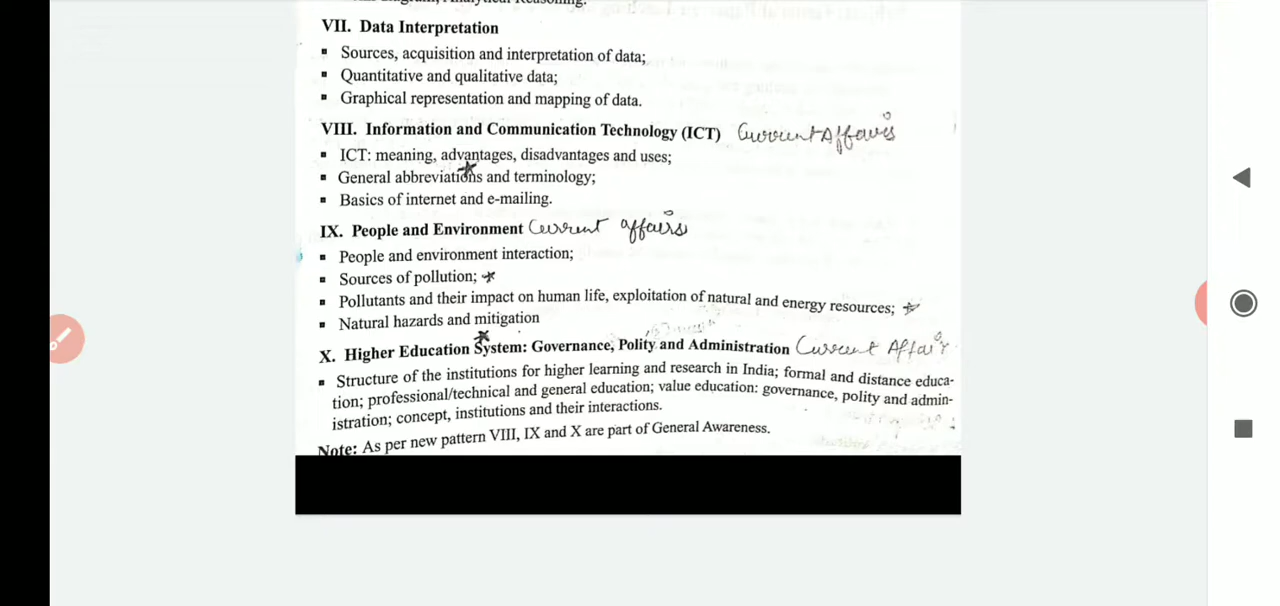 Analytical Reasoning.
VII. Data Interpretation
▪ Sources, acquisition and interpretation of data;
▪ Quantitative and qualitative data;
▪ Graphical representation and mapping of data.
VIII. Information and Communication Technology (ICT) Current Affairs
▪ ICT: meaning, advantages, disadvantages and uses;
▪ General abbreviations and terminology;
▪ Basics of internet and e-mailing.
IX. People and Environment Current affairs
▪ People and environment interaction;
▪ Sources of pollution;
▪ Pollutants and their impact on human life, exploitation of natural and energy resources;
▪ Natural hazards and mitigation
X. Higher Education System: Governance, Polity and Administration Current Affair
▪ Structure of the institutions for higher learning and research in India; formal and distance educa-
tion; professional/technical and general education; value education: governance, polity and admin-
istration; concept, institutions and their interactions.
Note: As per new pattern VIII, IX and X are part of General Awareness.